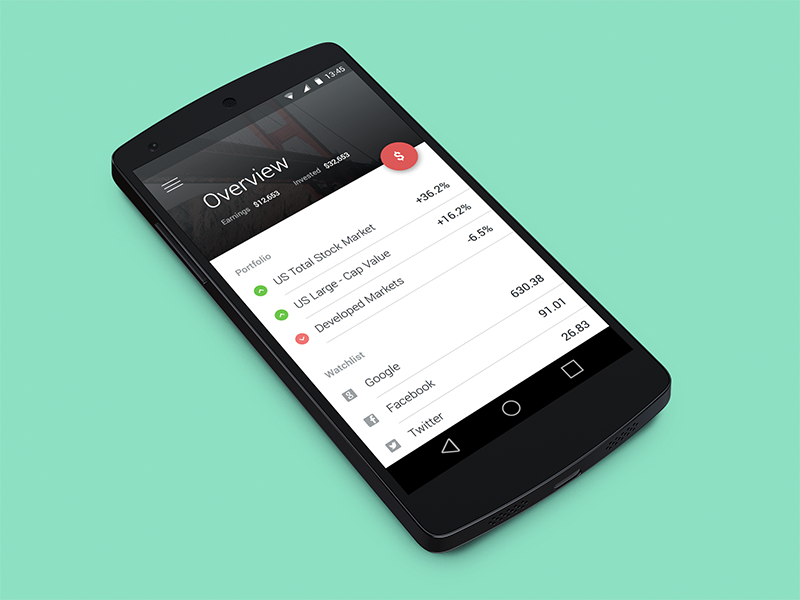 13:45
Overview
Earnings $12,653 Invested $32,653
$
Portfolio
US Total Stock Market +36.2%
US Large - Cap Value +16.2%
Developed Markets -6.5%
Watchlist
Google 630.38
Facebook 91.01
Twitter 26.83